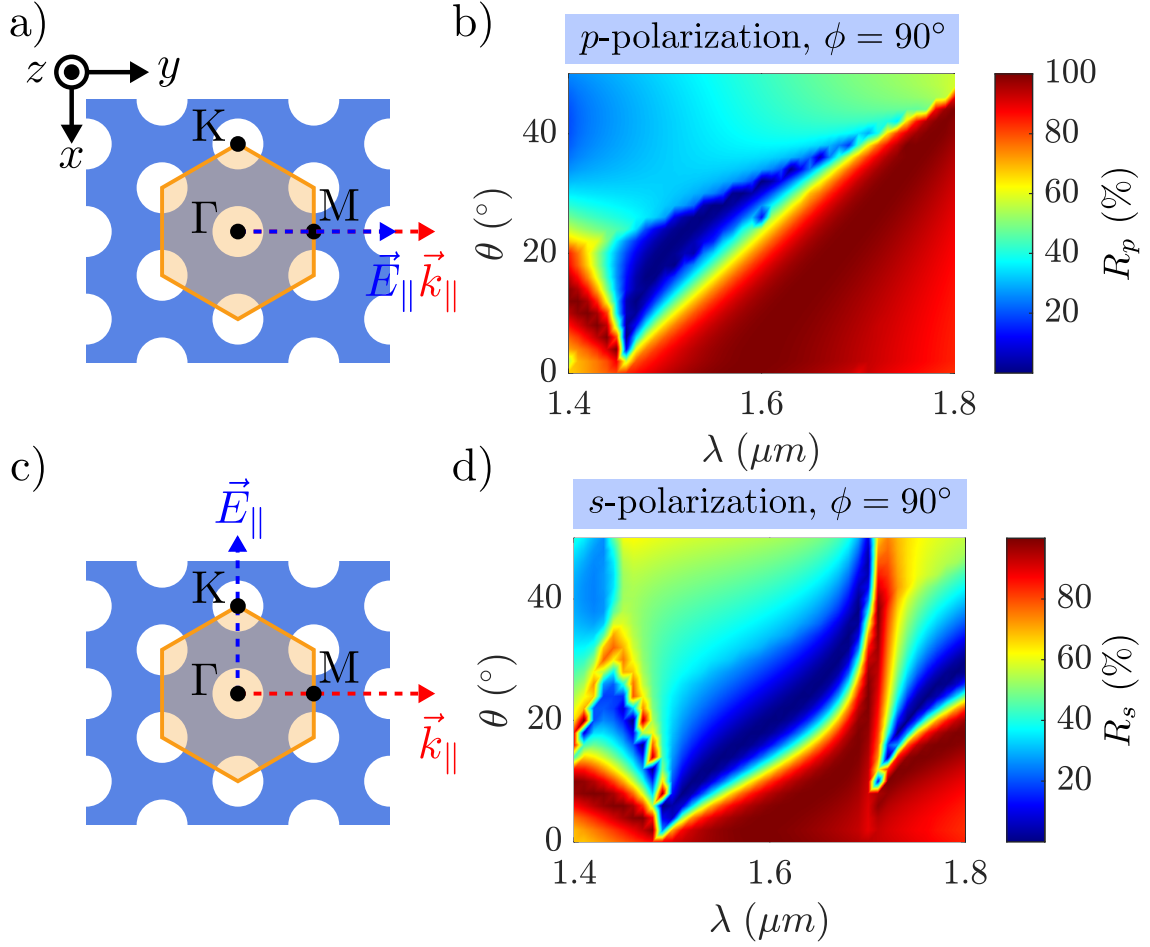 a)
z
y
x
K
Γ
M
E⃗∥ k⃗∥
b)
p-polarization, ϕ = 90°
θ (°)
40
20
0
1.4 1.6 1.8
λ (μm)
100
80
60
40
20
R_p (%)
c)
E⃗∥
K
Γ
M
k⃗∥
d)
s-polarization, ϕ = 90°
θ (°)
40
20
0
1.4 1.6 1.8
λ (μm)
80
60
40
20
R_s (%)